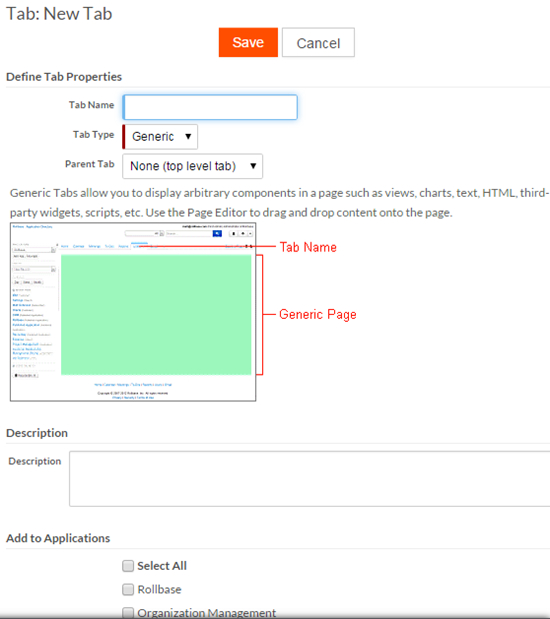 Tab: New Tab
Save
Cancel
Define Tab Properties
Tab Name
Tab Type
Generic
Parent Tab
None (top level tab)
Generic Tabs allow you to display arbitrary components in a page such as views, charts, text, HTML, third-
party widgets, scripts, etc. Use the Page Editor to drag and drop content onto the page.
Tab Name
Generic Page
Description
Description
Add to Applications
Select All
Rollbase
Organization Management